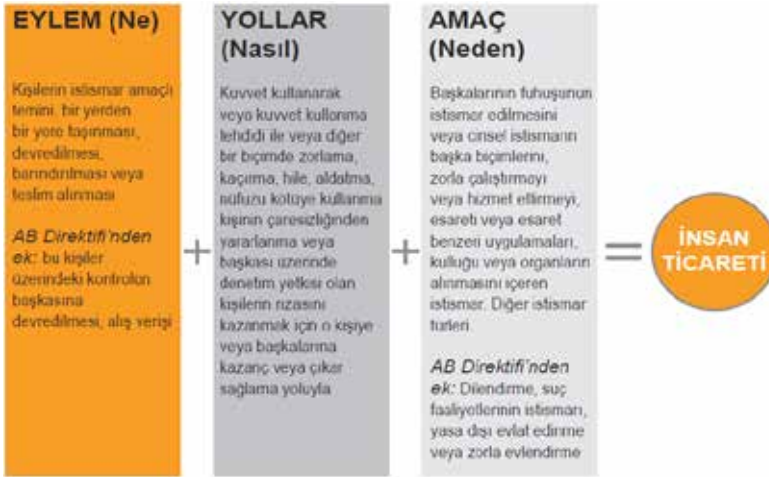 EYLEM (Ne)
Kişilerin istismar amaçlı
temini, bir yerden
bir yere taşınması,
devredilmesi,
barındırılması veya
teslim alınması
AB Direktifi'nden
ek: bu kişiler
üzerindeki kontrolün
başkasına
devredilmesi, alış verişi
+
YOLLAR
(Nasıl)
Kuvvet kullanarak
veya kuvvet kullanma
tehdidi ile veya diğer
bir biçimde zorlama,
kaçırma, hile, aldatma,
nüfuzu kötüye kullanma
kişinin çaresizliğinden
yararlanma veya
başkası üzerinde
denetim yetkisi olan
kişilerin rızasını
kazanmak için o kişiye
veya başkalarına
kazanç veya çıkar
sağlama yoluyla
+
AMAÇ
(Neden)
Başkalarının fuhuşunun
istismar edilmesini
veya cinsel istismarın
başka biçimlerini,
zorla çalıştırmayı
veya hizmet ettirmeyi,
esareti veya esaret
benzeri uygulamaları,
kulluğu veya organların
alınmasını içeren
istismar. Diğer istismar
türleri.
AB Direktifi'nden
ek: Dilendirme, suç
faaliyetlerinin istismarı,
yasa dışı evlat edinme
veya zorla evlendirme
=
İNSAN
TİCARETİ